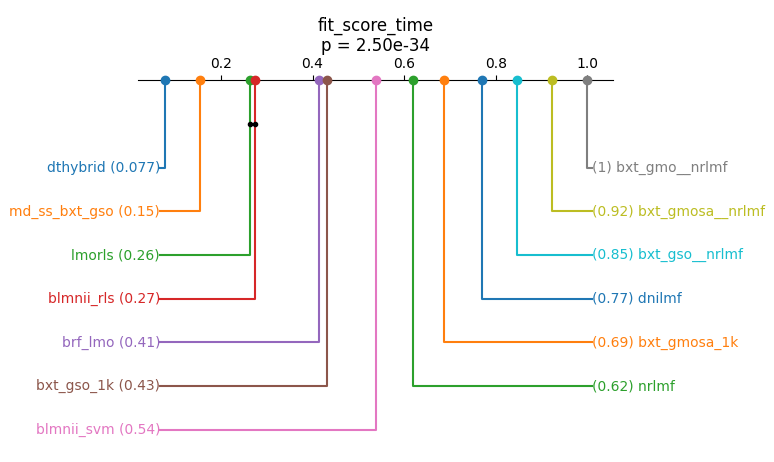 fit_score_time
p = 2.50e-34
0.2 0.4 0.6 0.8 1.0
dthybrid (0.077) (1) bxt_gmo__nrlmf
md_ss_bxt_gso (0.15) (0.92) bxt_gmosa__nrlmf
lmorls (0.26) (0.85) bxt_gso__nrlmf
blmnii_rls (0.27) (0.77) dnilmf
brf_lmo (0.41) (0.69) bxt_gmosa_1k
bxt_gso_1k (0.43) (0.62) nrlmf
blmnii_svm (0.54)